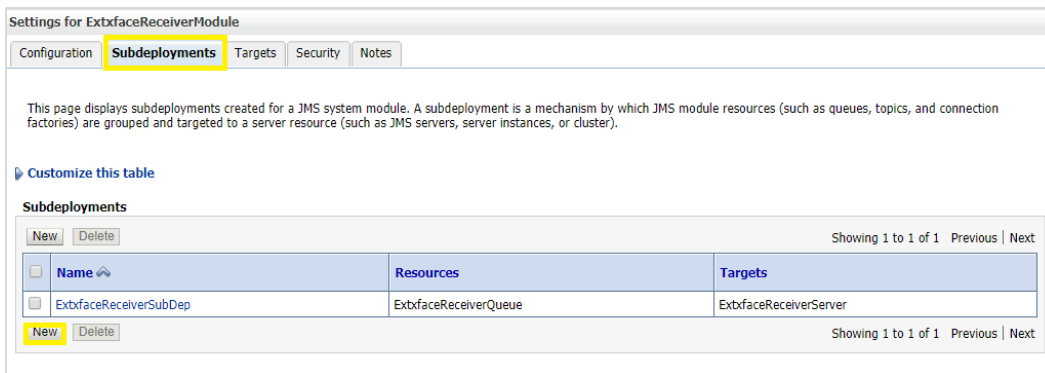 Settings for ExtxfaceReceiverModule
Configuration Subdeployments Targets Security Notes
This page displays subdeployments created for a JMS system module. A subdeployment is a mechanism by which JMS module resources (such as queues, topics, and connection
factories) are grouped and targeted to a server resource (such as JMS servers, server instances, or cluster).
Customize this table
Subdeployments
New Delete Showing 1 to 1 of 1 Previous | Next
Name Resources Targets
ExtxfaceReceiverSubDep ExtxfaceReceiverQueue ExtxfaceReceiverServer
New Delete Showing 1 to 1 of 1 Previous | Next